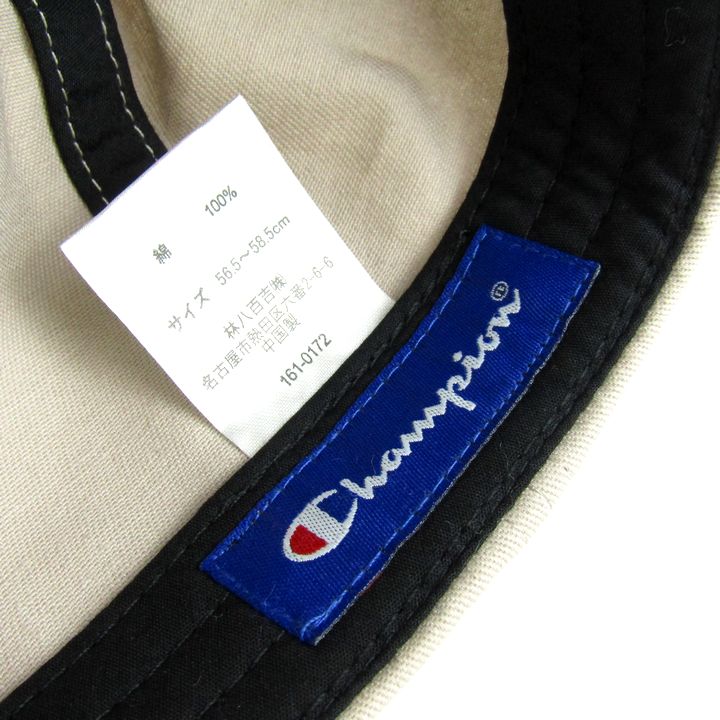 綿 100%
サイズ 56.5～58.5cm
林八百吉㈱
名古屋市熱田区六番2-6-6
中国製
161-0172
Champion®